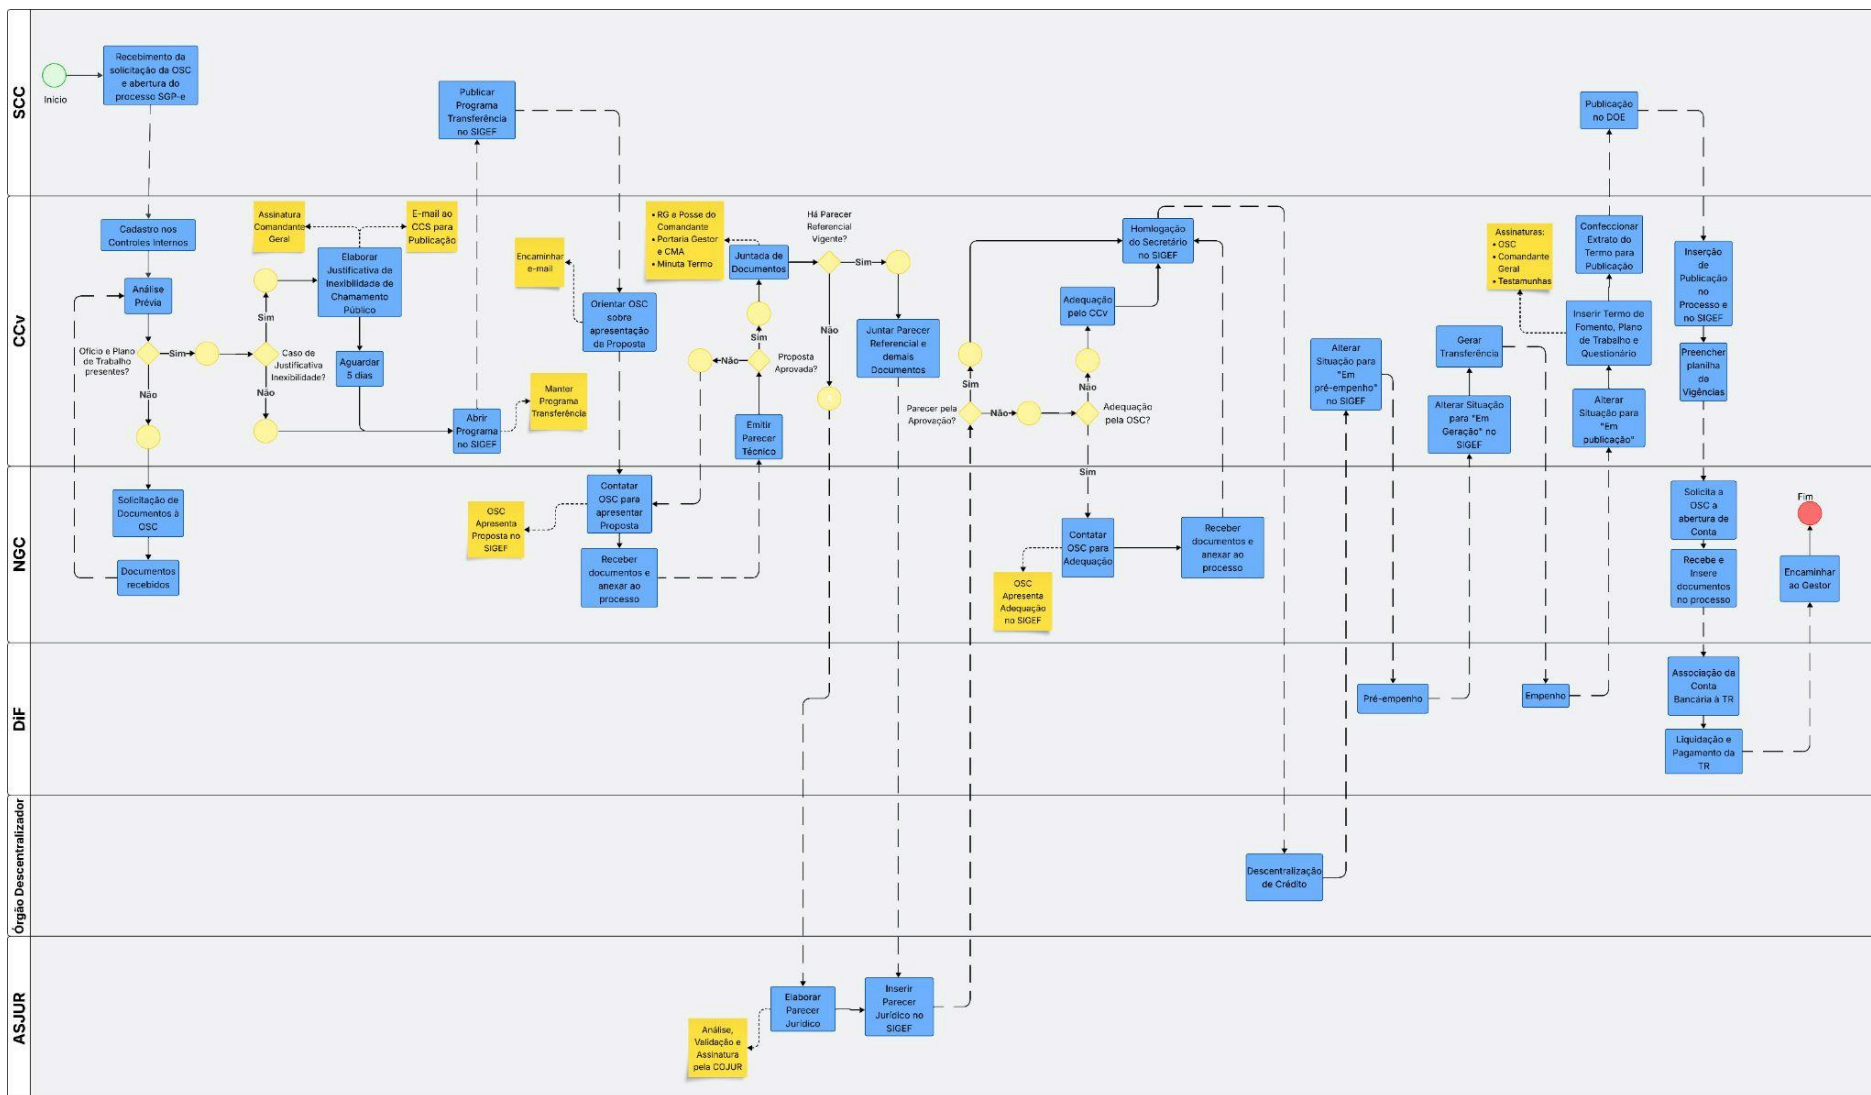 SCC
Início
Recebimento da
solicitação da OSC
e abertura do
processo SGP-e
Publicar
Programa
Transferência
no SIGEF
Publicação
no DOE
CCv
Cadastro nos
Controles Internos
Análise
Prévia
Ofício e Plano
de Trabalho
presentes?
Sim
Não
Caso de
Justificativa
Inexibilidade?
Sim
Não
Assinatura
Comandante
Geral
E-mail ao
CCS para
Publicação
Elaborar
Justificativa de
Inexibilidade de
Chamamento
Público
Aguardar
5 dias
Abrir
Programa
no SIGEF
Manter
Programa
Transferência
Encaminhar
e-mail
Orientar OSC
sobre
apresentação
da Proposta
• RG e Posse do
Comandante
• Portaria Gestor
e CMA
• Minuta Termo
Juntada de
Documentos
Sim
Não
Proposta
Aprovada?
Emitir
Parecer
Técnico
Há Parecer
Referencial
Vigente?
Sim
Não
A
Juntar Parecer
Referencial e
demais
Documentos
Parecer pela
Aprovação?
Sim
Não
Homlogação
do Secretário
no SIGEF
Adequação
pelo CCv
Não
Adequação
pela OSC?
Sim
Alterar
Situação para
"Em
pré-empenho"
no SIGEF
Gerar
Transferência
Alterar Situação
para "Em
Geração" no
SIGEF
Assinaturas:
• OSC
• Comandante
Geral
• Testamunhas
Confeccionar
Extrato do
Termo para
Publicação
Inserir Termo de
Fomento, Plano
de Trabalho e
Questionário
Alterar
Situação para
"Em
publicação"
Inserção
de
Publicação
no
Processo e
no SIGEF
Preencher
planilha
de
Vigências
NGC
Solicitação de
Documentos à
OSC
Documentos
recebidos
OSC
Apresenta
Proposta no
SIGEF
Contatar
OSC para
apresentar
Proposta
Receber
documentos e
anexar ao
processo
OSC
Apresenta
Adequação
no SIGEF
Contatar
OSC para
Adequação
Receber
documentos e
anexar ao
processo
Solicita a
OSC a
abertura de
Conta
Recebe e
Insere
documentos
no processo
Fim
Encaminhar
ao Gestor
DiF
Pré-empenho
Empenho
Associação da
Conta
Bancária à TR
Liquidação e
Pagamento da
TR
Órgão Descentralizador
Descentralização
de Crédito
ASJUR
Análise,
Validação e
Assinatura
pela COJUR
Elaborar
Parecer
Jurídico
Inserir
Parecer
Jurídico no
SIGEF